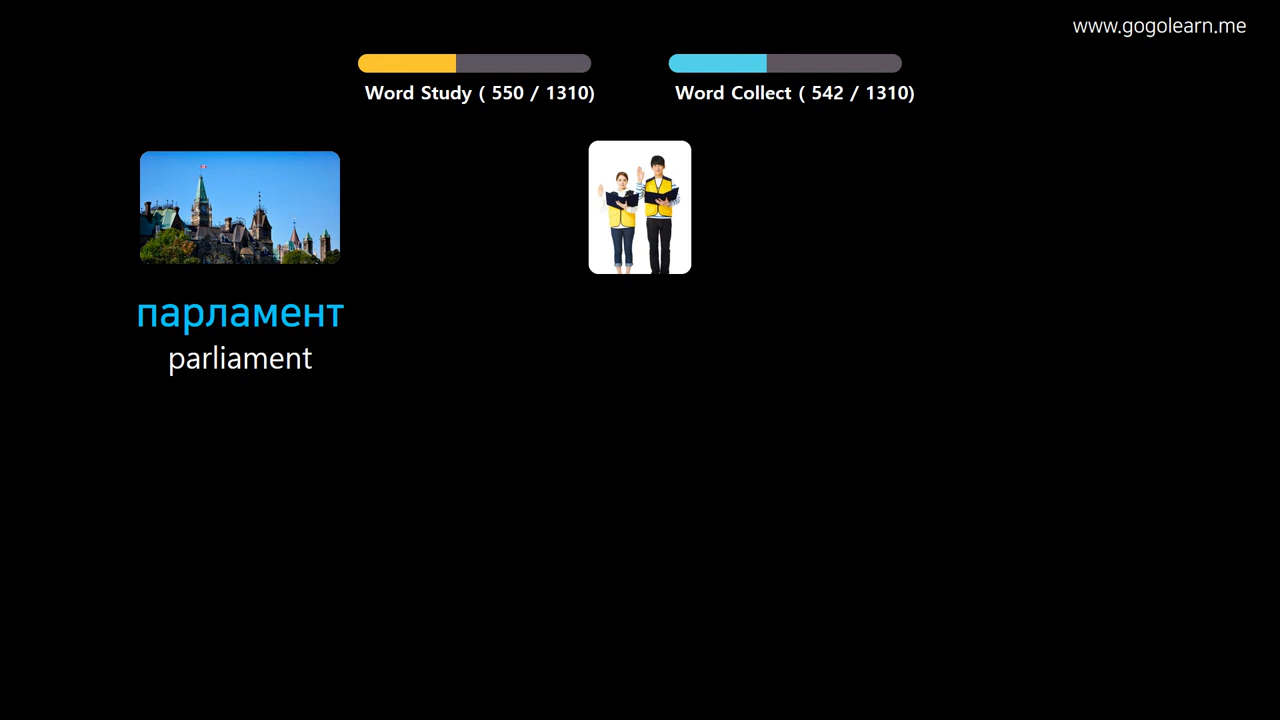 www.gogolearn.me
Word Study ( 550 / 1310)
Word Collect ( 542 / 1310)
парламент
parliament